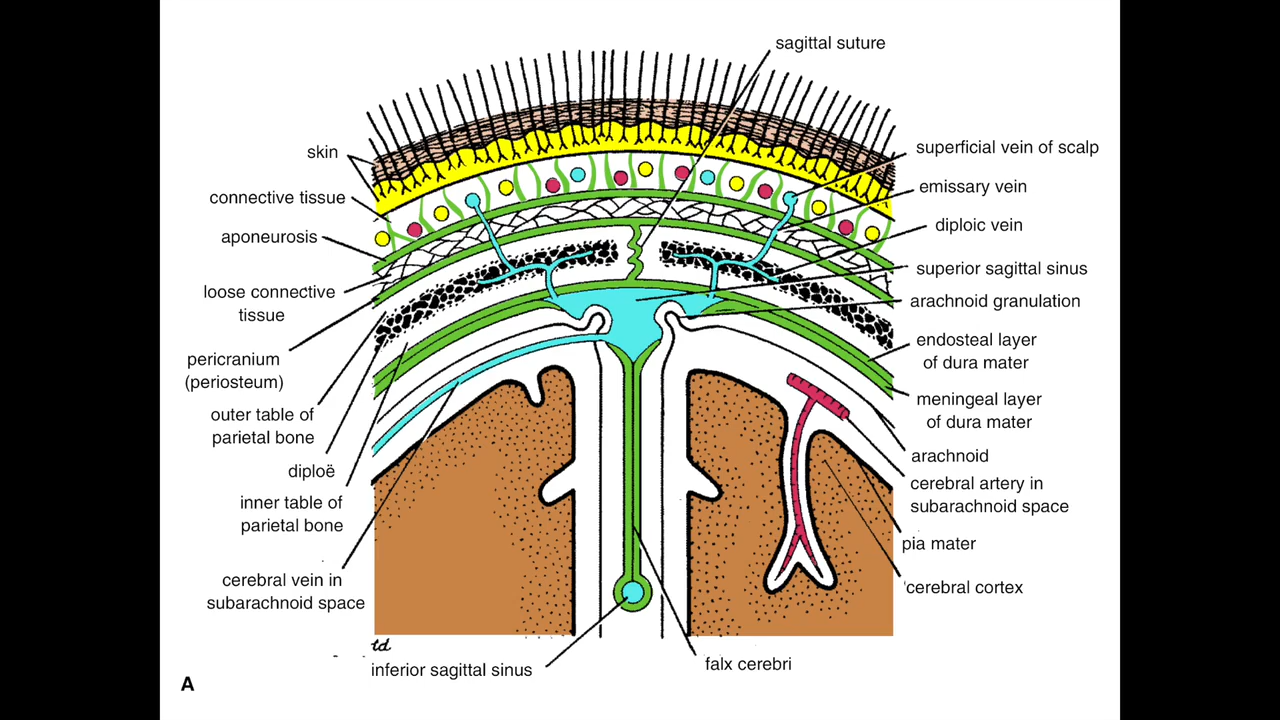 sagittal suture
skin
connective tissue
aponeurosis
loose connective
tissue
pericranium
(periosteum)
outer table of
parietal bone
diploë
inner table of
parietal bone
cerebral vein in
subarachnoid space
superficial vein of scalp
emissary vein
diploic vein
superior sagittal sinus
arachnoid granulation
endosteal layer
of dura mater
meningeal layer
of dura mater
arachnoid
cerebral artery in
subarachnoid space
pia mater
cerebral cortex
td
inferior sagittal sinus
falx cerebri
A